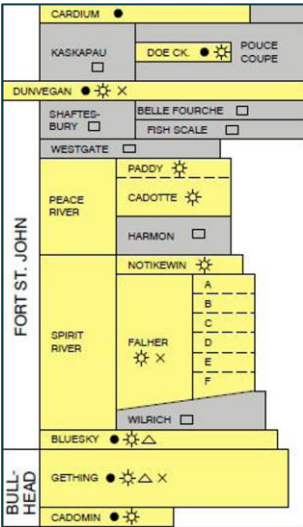 CARDIUM
KASKAPAU
DOE CK.
POUCE
COUPE
DUNVEGAN
SHAFTES-
BURY
BELLE FOURCHE
FISH SCALE
WESTGATE
FORT ST. JOHN
PEACE
RIVER
PADDY
CADOTTE
HARMON
SPIRIT
RIVER
NOTIKEWIN
FALHER
A
B
C
D
E
F
WILRICH
BLUESKY
BULL-
HEAD
GETHING
CADOMIN